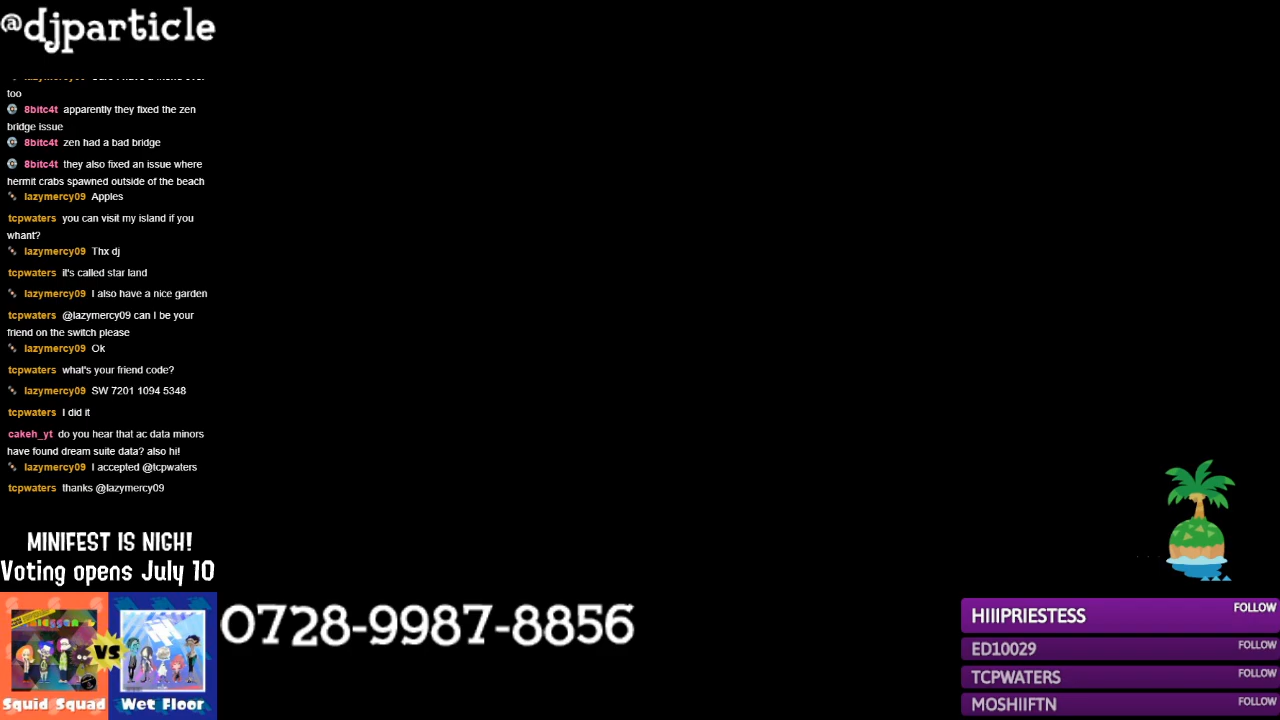 @djparticle
too
8bitc4t apparently they fixed the zen
bridge issue
8bitc4t zen had a bad bridge
8bitc4t they also fixed an issue where
hermit crabs spawned outside of the beach
lazymercy09 Apples
tcpwaters you can visit my island if you
whant?
lazymercy09 Thx dj
tcpwaters it's called star land
lazymercy09 I also have a nice garden
tcpwaters @lazymercy09 can I be your
friend on the switch please
lazymercy09 Ok
tcpwaters what's your friend code?
lazymercy09 SW 7201 1094 5348
tcpwaters I did it
cakeh_yt do you hear that ac data minors
have found dream suite data? also hi!
lazymercy09 I accepted @tcpwaters
tcpwaters thanks @lazymercy09
MINIFEST IS NIGH!
Voting opens July 10
VS
Squid Squad
Wet Floor
0728-9987-8856
HIIIPRIESTESS FOLLOW
ED10029 FOLLOW
TCPWATERS FOLLOW
MOSHIIFTN FOLLOW